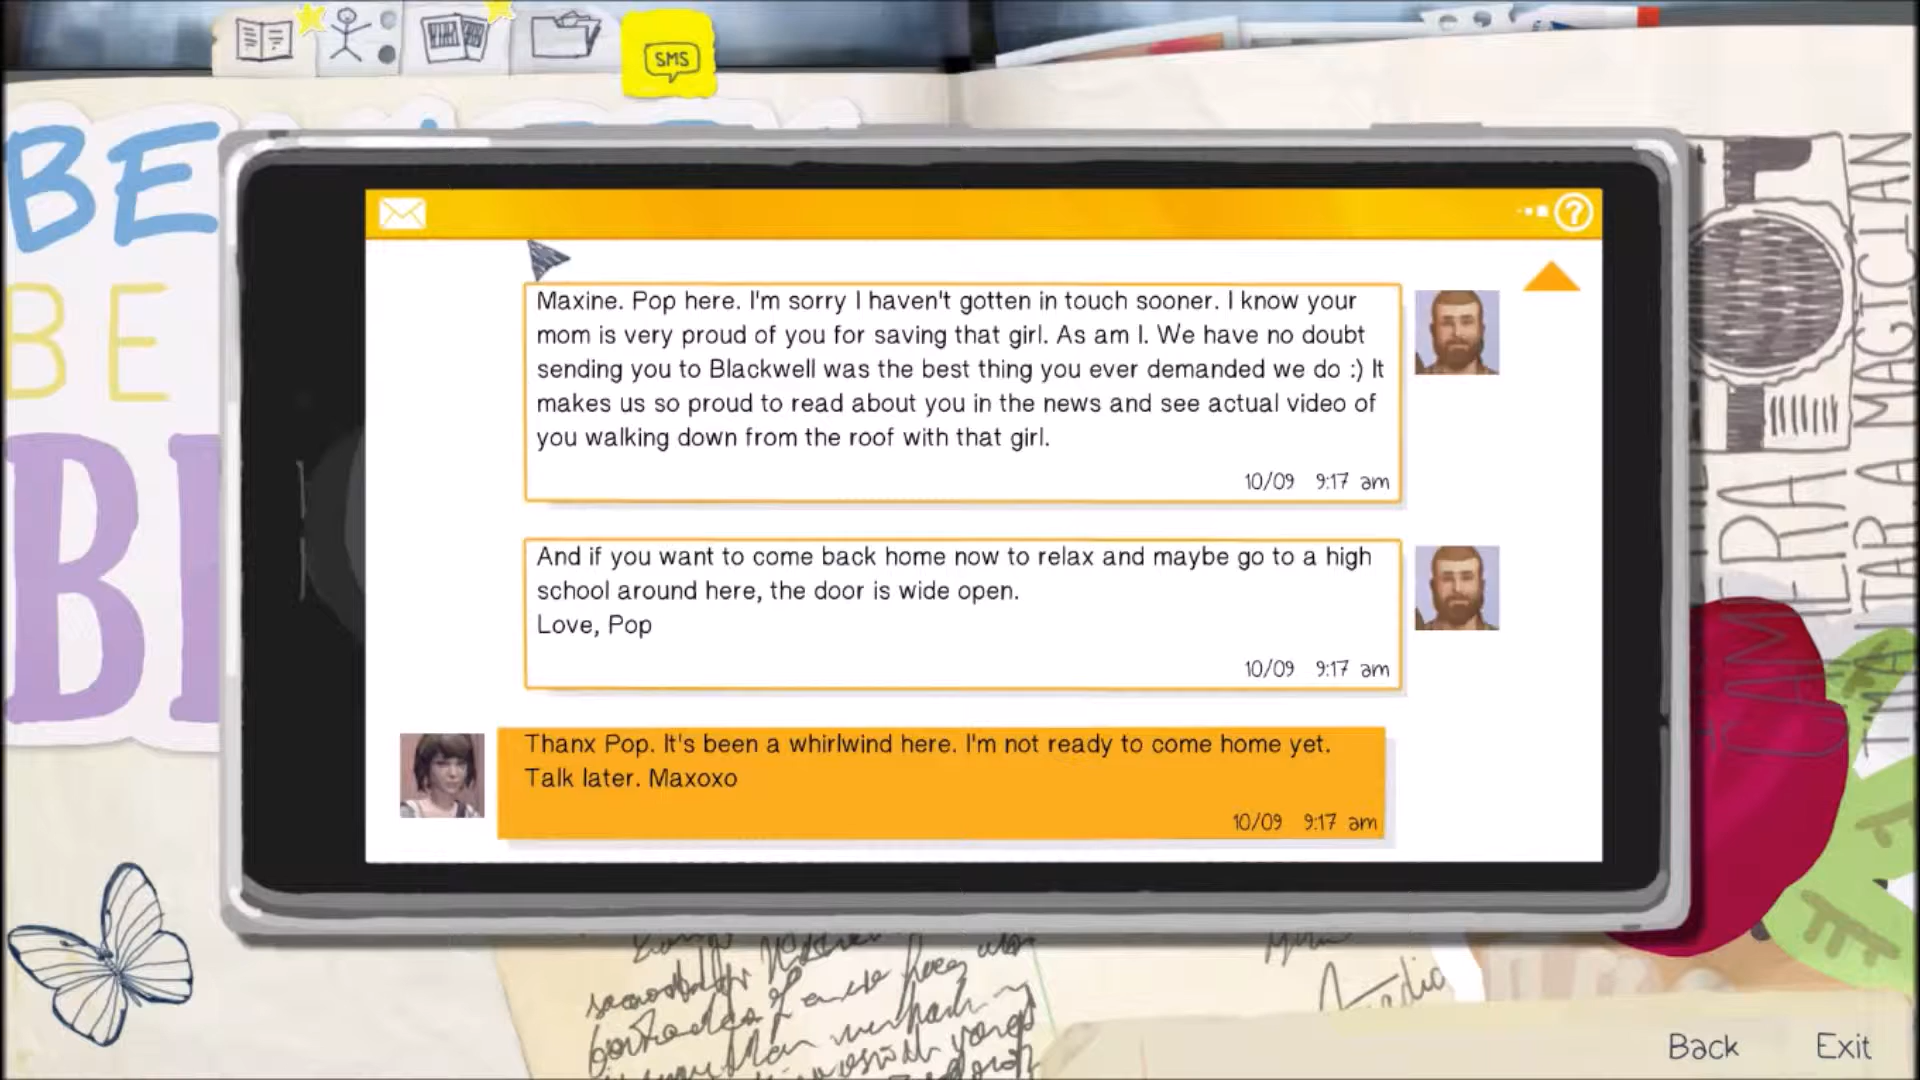 SMS
BE
BE
Maxine. Pop here. I'm sorry I haven't gotten in touch sooner. I know your
mom is very proud of you for saving that girl. As am I. We have no doubt
sending you to Blackwell was the best thing you ever demanded we do :) It
makes us so proud to read about you in the news and see actual video of
you walking down from the roof with that girl.
10/09 9:17 am
And if you want to come back home now to relax and maybe go to a high
school around here, the door is wide open.
Love, Pop
10/09 9:17 am
Thanx Pop. It's been a whirlwind here. I'm not ready to come home yet.
Talk later. Maxoxo
10/09 9:17 am
CAMERA
MAGICIAN
Back Exit